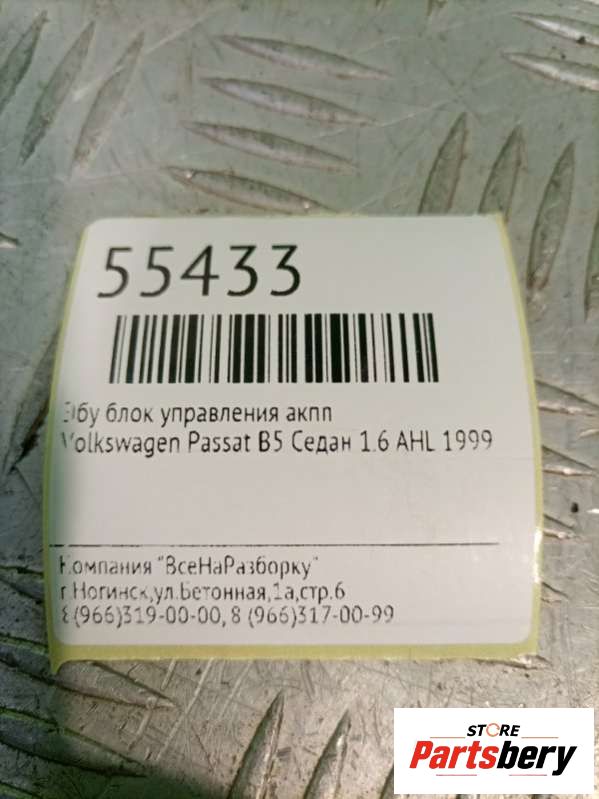 55433
Эбу блок управления акпп
Volkswagen Passat B5 Седан 1.6 AHL 1999
Компания "ВсеНаРазборку"
г.Ногинск,ул.Бетонная,1а,стр.6
8(966)319-00-00, 8 (966)317-00-99
STORE
Partsbery